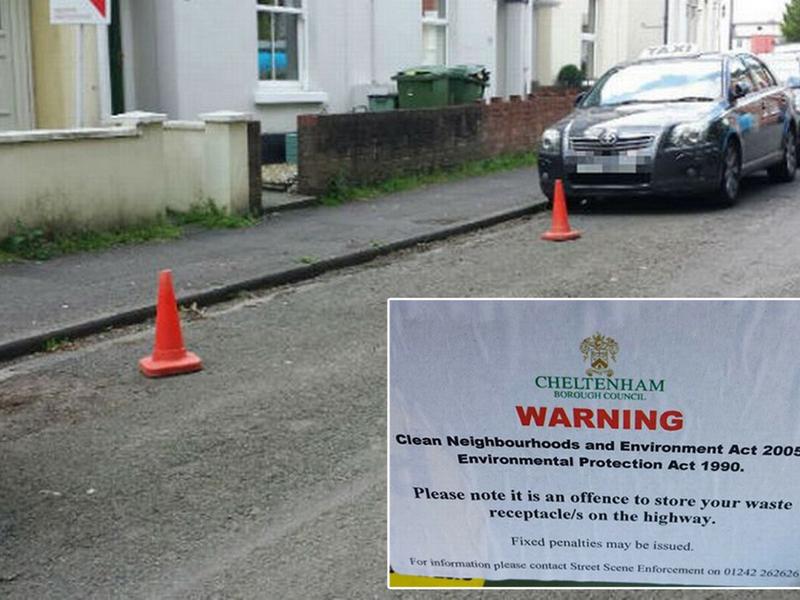 TAXI
CHELTENHAM
BOROUGH COUNCIL
WARNING
Clean Neighbourhoods and Environment Act 2005
Environmental Protection Act 1990.
Please note it is an offence to store your waste
receptacle/s on the highway.
Fixed penalties may be issued.
For information please contact Street Scene Enforcement on 01242 262626